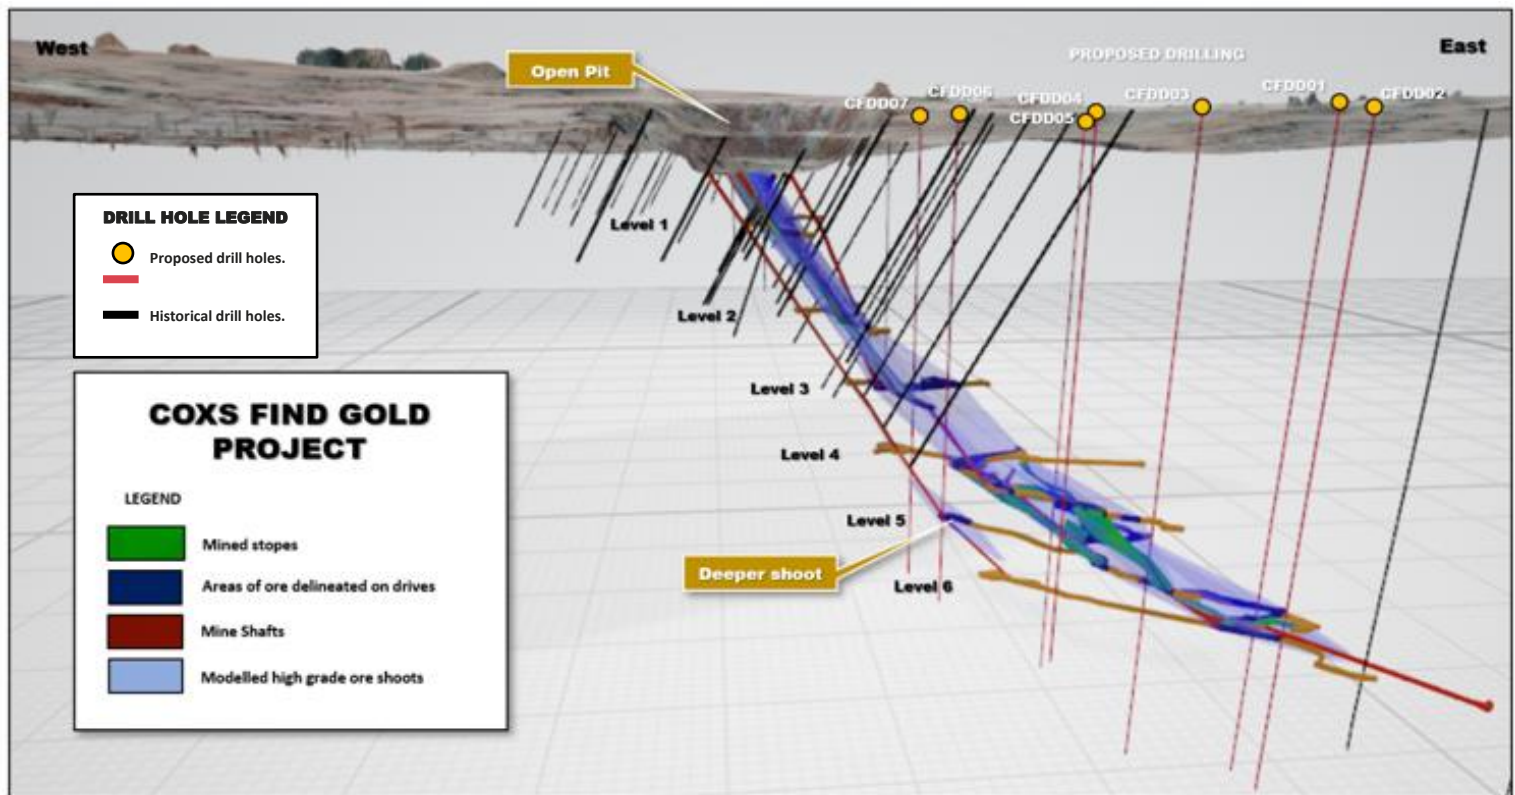 West
East
Open Pit
PROPOSED DRILLING
CFDD07
CFDD06
CFDD04
CFDD05
CFDD03
CFDD01
CFDD02
DRILL HOLE LEGEND
Proposed drill holes.
Historical drill holes.
Level 1
Level 2
Level 3
Level 4
Level 5
Level 6
Deeper shoot
COXS FIND GOLD
PROJECT
LEGEND
Mined stopes
Areas of ore delineated on drives
Mine Shafts
Modelled high grade ore shoots